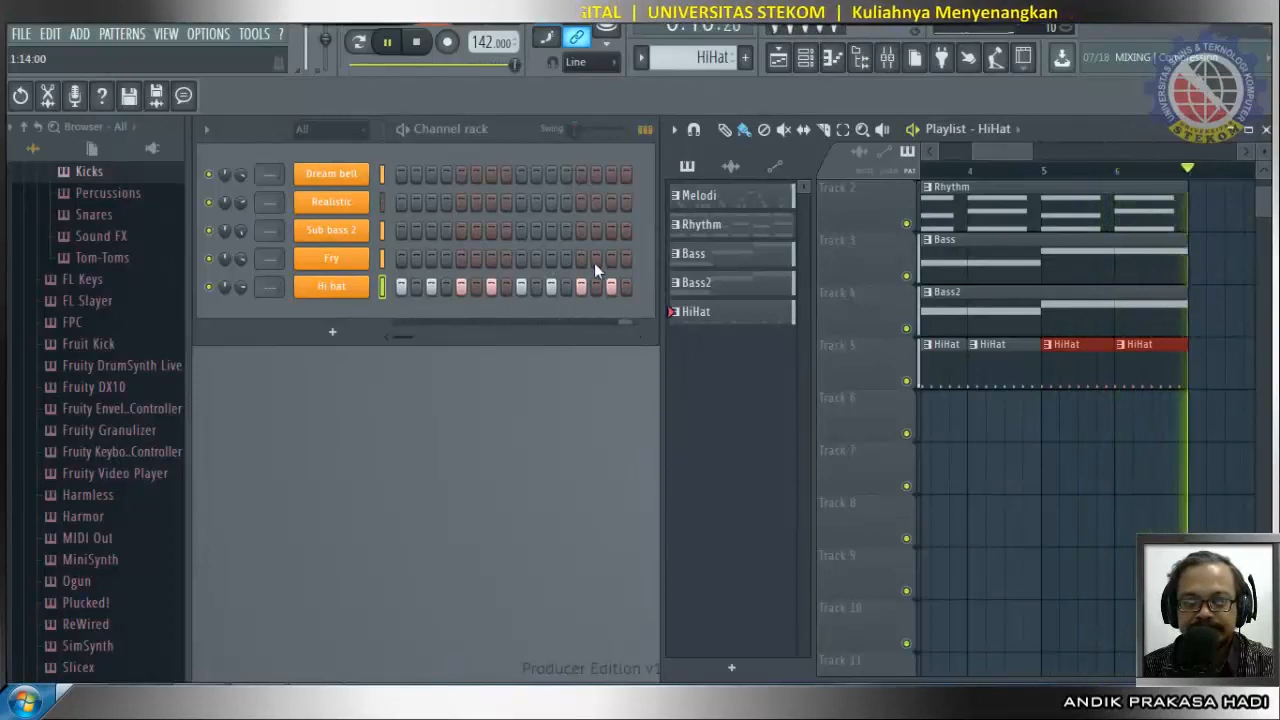 GITAL | UNIVERSITAS STEKOM | Kuliahnya Menyenangkan
FILE EDIT ADD PATTERNS VIEW OPTIONS TOOLS ?
142.000
10
1:14:00
Line
HiHat
07/18 MIXING | Compression
STEKOM
Browser - All
All
Channel rack
Swing
Playlist - HiHat
Kicks
Percussions
Snares
Sound FX
Tom-Toms
FL Keys
FL Slayer
FPC
Fruit Kick
Fruity DrumSynth Live
Fruity DX10
Fruity Envel..Controller
Fruity Granulizer
Fruity Keybo..Controller
Fruity Video Player
Harmless
Harmor
MIDI Out
MiniSynth
Ogun
Plucked!
ReWired
SimSynth
Slicex
Dream bell
Realistic
Sub bass 2
Fry
Hi hat
Producer Edition v1
Melodi
Rhythm
Bass
Bass2
HiHat
PAT
4 5 6
Track 2
Rhythm
Track 3
Bass
Track 4
Bass2
Track 5
HiHat HiHat HiHat HiHat
Track 6
Track 7
Track 8
Track 9
Track 10
Track 11
ANDIK PRAKASA HADI